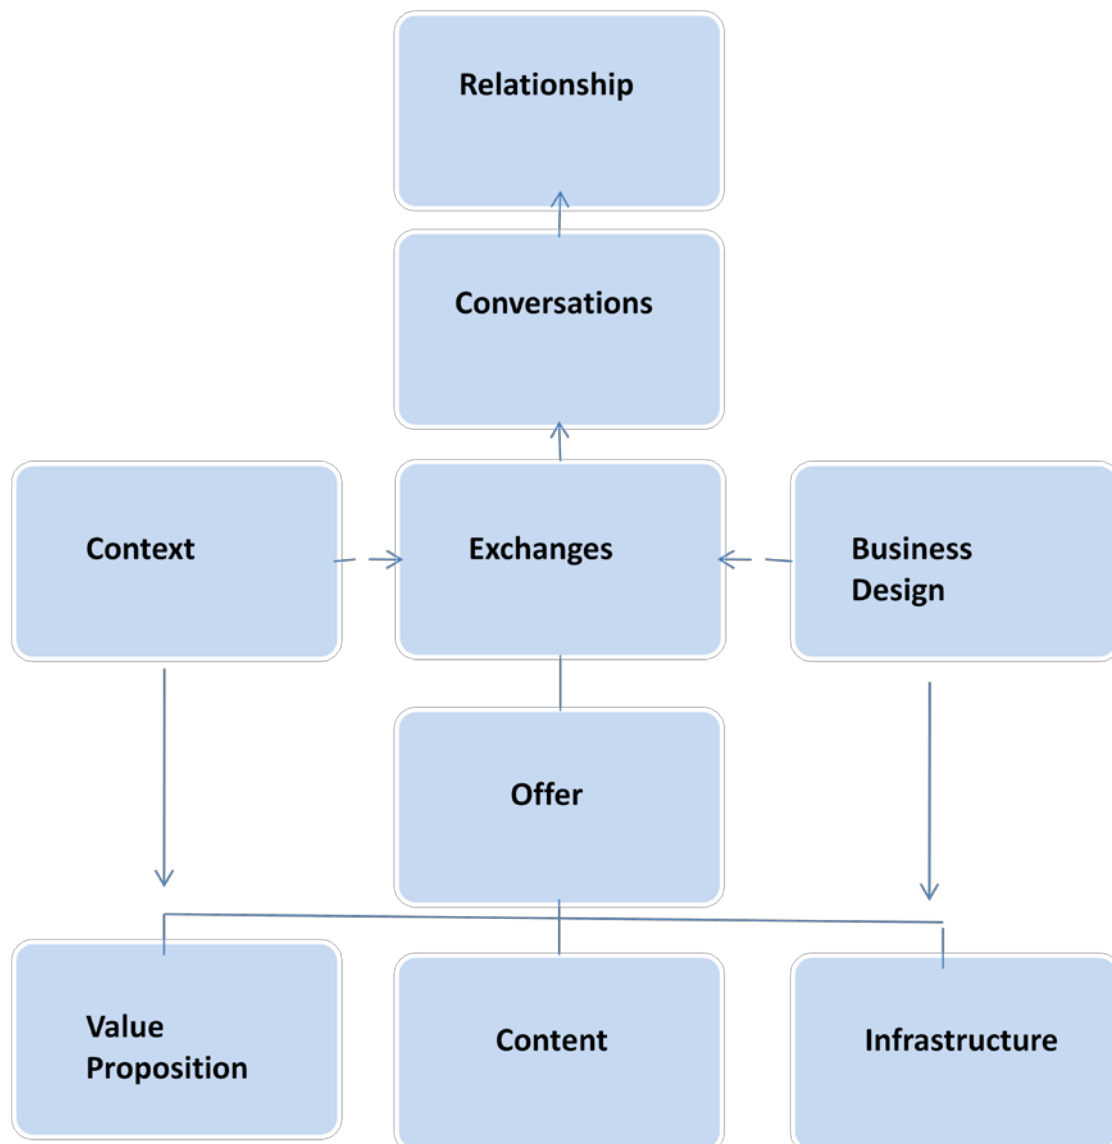 Relationship
Conversations
Context
Exchanges
Business
Design
Offer
Value
Proposition
Content
Infrastructure